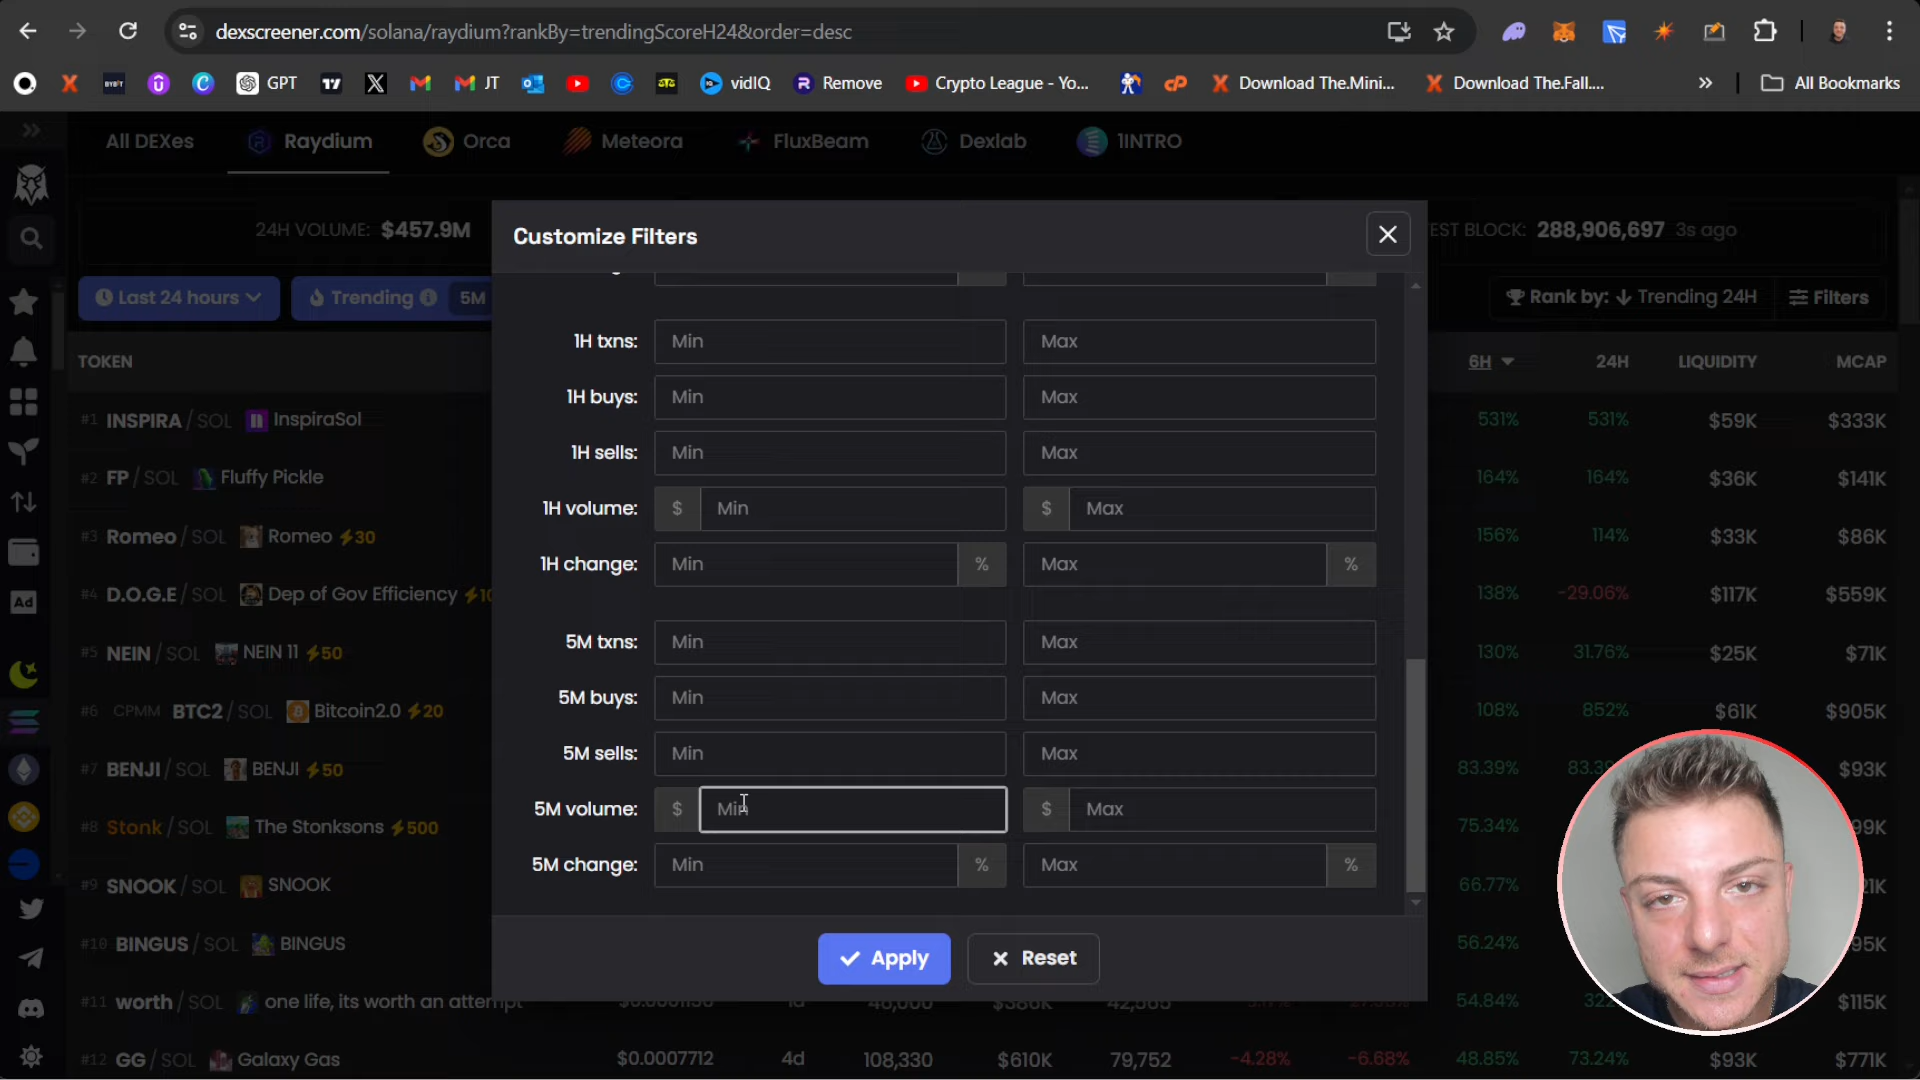 dexscreener.com/solana/raydium?rankBy=trendingScoreH24&order=desc
GPT JT vidIQ Remove Crypto League - Yo... Download The.Mini... Download The.Fall.... » All Bookmarks
All DEXes Raydium Orca Meteora FluxBeam Dexlab 1INTRO
24H VOLUME: $457.9M
EST BLOCK: 288,906,697 3s ago
Last 24 hours Trending 5M
Rank by: Trending 24H Filters
TOKEN 6H 24H LIQUIDITY MCAP
#1 INSPIRA / SOL InspiraSol 531% 531% $59K $333K
#2 FP / SOL Fluffy Pickle 164% 164% $36K $141K
#3 Romeo / SOL Romeo 30 156% 114% $33K $86K
#4 D.O.G.E / SOL Dep of Gov Efficiency 138% -29.06% $117K $559K
#5 NEIN / SOL NEIN 11 50 130% 31.76% $25K $71K
#6 CPMM BTC2 / SOL Bitcoin2.0 20 108% 852% $61K $905K
#7 BENJI / SOL BENJI 50 83.39% $93K
#8 Stonk / SOL The Stonksons 500 75.34%
#9 SNOOK / SOL SNOOK 66.77%
#10 BINGUS / SOL BINGUS 56.24%
#11 worth / SOL one life, its worth an attempt 54.84% $115K
#12 GG / SOL Galaxy Gas $0.0007712 4d 108,330 $610K 79,752 -4.28% -6.68% 48.85% 73.24% $93K $771K
Ad
Customize Filters
1H txns: Min Max
1H buys: Min Max
1H sells: Min Max
1H volume: $ Min $ Max
1H change: Min % Max %
5M txns: Min Max
5M buys: Min Max
5M sells: Min Max
5M volume: $ Min $ Max
5M change: Min % Max %
Apply Reset